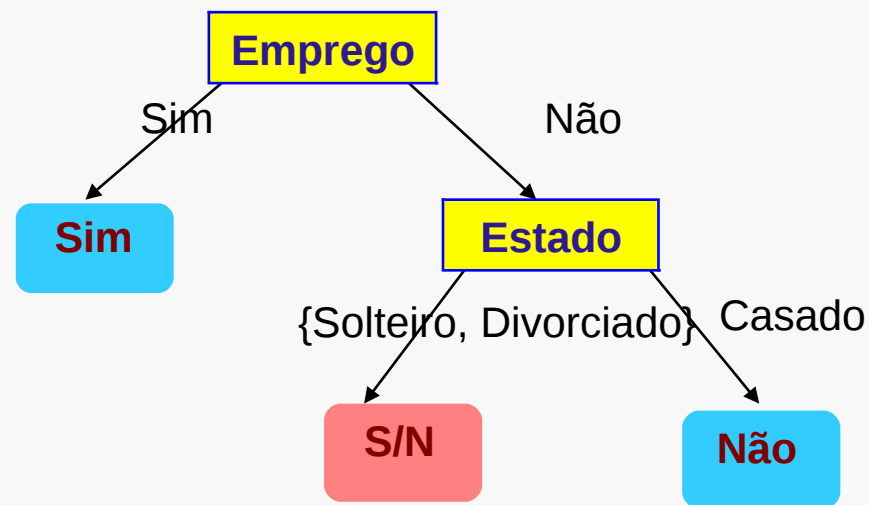 Emprego
Sim
Não
Sim
Estado
{Solteiro, Divorciado}
Casado
S/N
Não